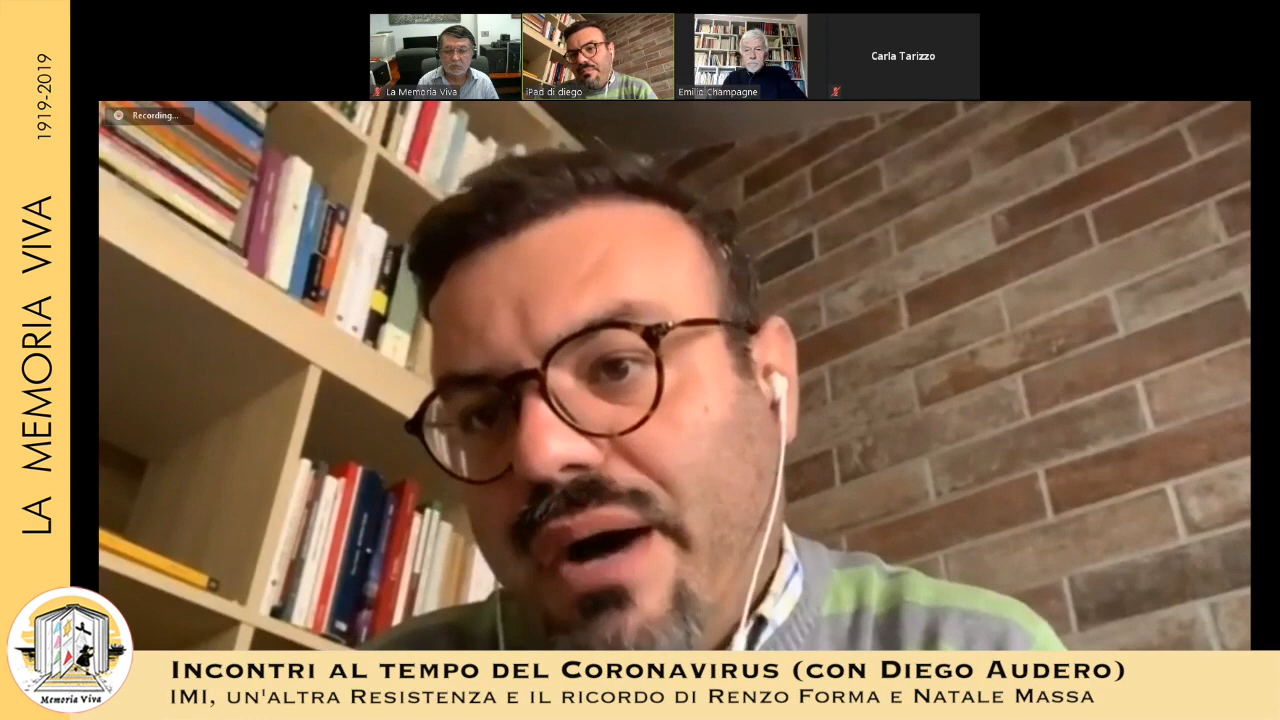 La Memoria Viva
iPad di diego
Emilio Champagne
Carla Tarizzo
Recording...
LA MEMORIA VIVA 1919-2019
Memoria Viva
INCONTRI AL TEMPO DEL CORONAVIRUS (CON DIEGO AUDERO)
IMI, UN'ALTRA RESISTENZA E IL RICORDO DI RENZO FORMA E NATALE MASSA